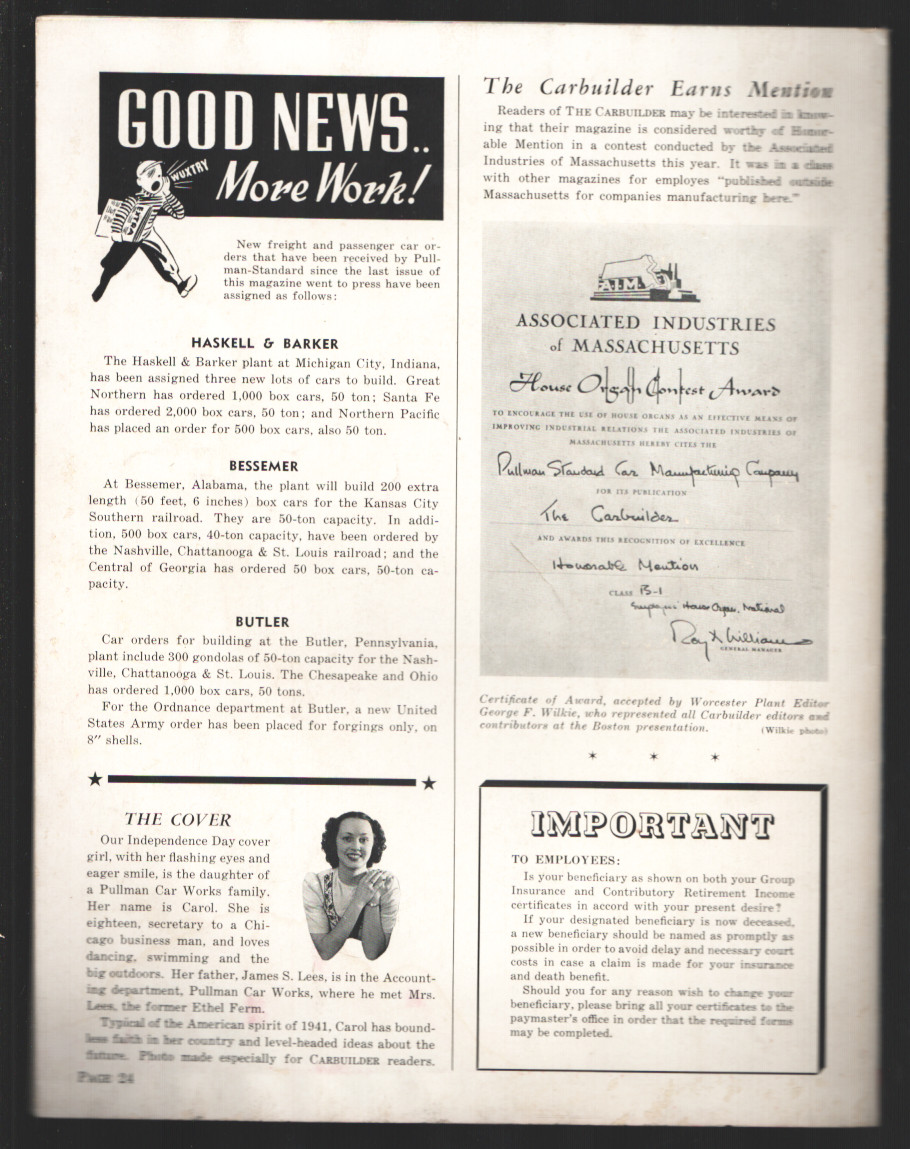 GOOD NEWS..
More Work!
WUXTRY
EXTRA
New freight and passenger car or-
ders that have been received by Pull-
man-Standard since the last issue of
this magazine went to press have been
assigned as follows:
HASKELL & BARKER
The Haskell & Barker plant at Michigan City, Indiana,
has been assigned three new lots of cars to build. Great
Northern has ordered 1,000 box cars, 50 ton; Santa Fe
has ordered 2,000 box cars, 50 ton; and Northern Pacific
has placed an order for 500 box cars, also 50 ton.
BESSEMER
At Bessemer, Alabama, the plant will build 200 extra
length (50 feet, 6 inches) box cars for the Kansas City
Southern railroad. They are 50-ton capacity. In addi-
tion, 500 box cars, 40-ton capacity, have been ordered by
the Nashville, Chattanooga & St. Louis railroad; and the
Central of Georgia has ordered 50 box cars, 50-ton ca-
pacity.
BUTLER
Car orders for building at the Butler, Pennsylvania,
plant include 300 gondolas of 50-ton capacity for the Nash-
ville, Chattanooga & St. Louis. The Chesapeake and Ohio
has ordered 1,000 box cars, 50 tons.
For the Ordnance department at Butler, a new United
States Army order has been placed for forgings only, on
8″ shells.
THE COVER
Our Independence Day cover
girl, with her flashing eyes and
eager smile, is the daughter of
a Pullman Car Works family.
Her name is Carol. She is
eighteen, secretary to a Chi-
cago business man, and loves
dancing, swimming and the
big outdoors. Her father, James S. Lees, is in the Account-
ing department, Pullman Car Works, where he met Mrs.
Lees, the former Ethel Ferm.
Typical of the American spirit of 1941, Carol has bound-
less faith in her country and level-headed ideas about the
future. Photo made especially for CARBUILDER readers.
PAGE 24
The Carbuilder Earns Mention
Readers of THE CARBUILDER may be interested in know-
ing that their magazine is considered worthy of Honor-
able Mention in a contest conducted by the Associated
Industries of Massachusetts this year. It was in a class
with other magazines for employes "published outside
Massachusetts for companies manufacturing here."
A.I.M.
ASSOCIATED INDUSTRIES
of MASSACHUSETTS
House Organ Contest Award
TO ENCOURAGE THE USE OF HOUSE ORGANS AS AN EFFECTIVE MEANS OF
IMPROVING INDUSTRIAL RELATIONS THE ASSOCIATED INDUSTRIES OF
MASSACHUSETTS HEREBY CITES THE
Pullman Standard Car Manufacturing Company
FOR ITS PUBLICATION
The Carbuilder
AND AWARDS THIS RECOGNITION OF EXCELLENCE
Honorable Mention
CLASS B-1
Employees' House Organ, National
Roy F. Williams
GENERAL MANAGER
Certificate of Award, accepted by Worcester Plant Editor
George F. Wilkie, who represented all Carbuilder editors and
contributors at the Boston presentation. (Wilkie photo)
* * *
IMPORTANT
TO EMPLOYEES:
Is your beneficiary as shown on both your Group
Insurance and Contributory Retirement Income
certificates in accord with your present desire?
If your designated beneficiary is now deceased,
a new beneficiary should be named as promptly as
possible in order to avoid delay and necessary court
costs in case a claim is made for your insurance
and death benefit.
Should you for any reason wish to change your
beneficiary, please bring all your certificates to the
paymaster's office in order that the required forms
may be completed.